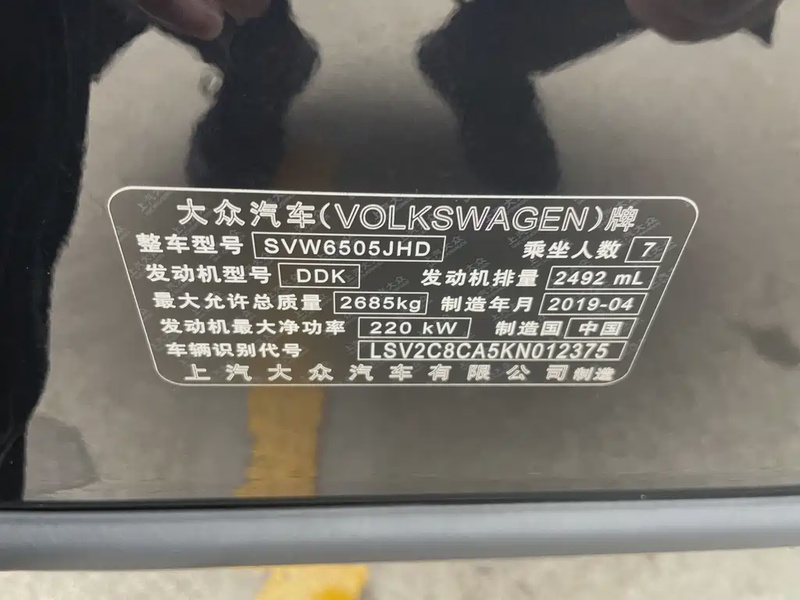 大众汽车(VOLKSWAGEN)牌
整车型号 SVW6505JHD 乘坐人数 7
发动机型号 DDK 发动机排量 2492 mL
最大允许总质量 2685kg 制造年月 2019-04
发动机最大净功率 220 kW 制造国 中国
车辆识别代号 LSV2C8CA5KN012375
上汽大众汽车有限公司制造